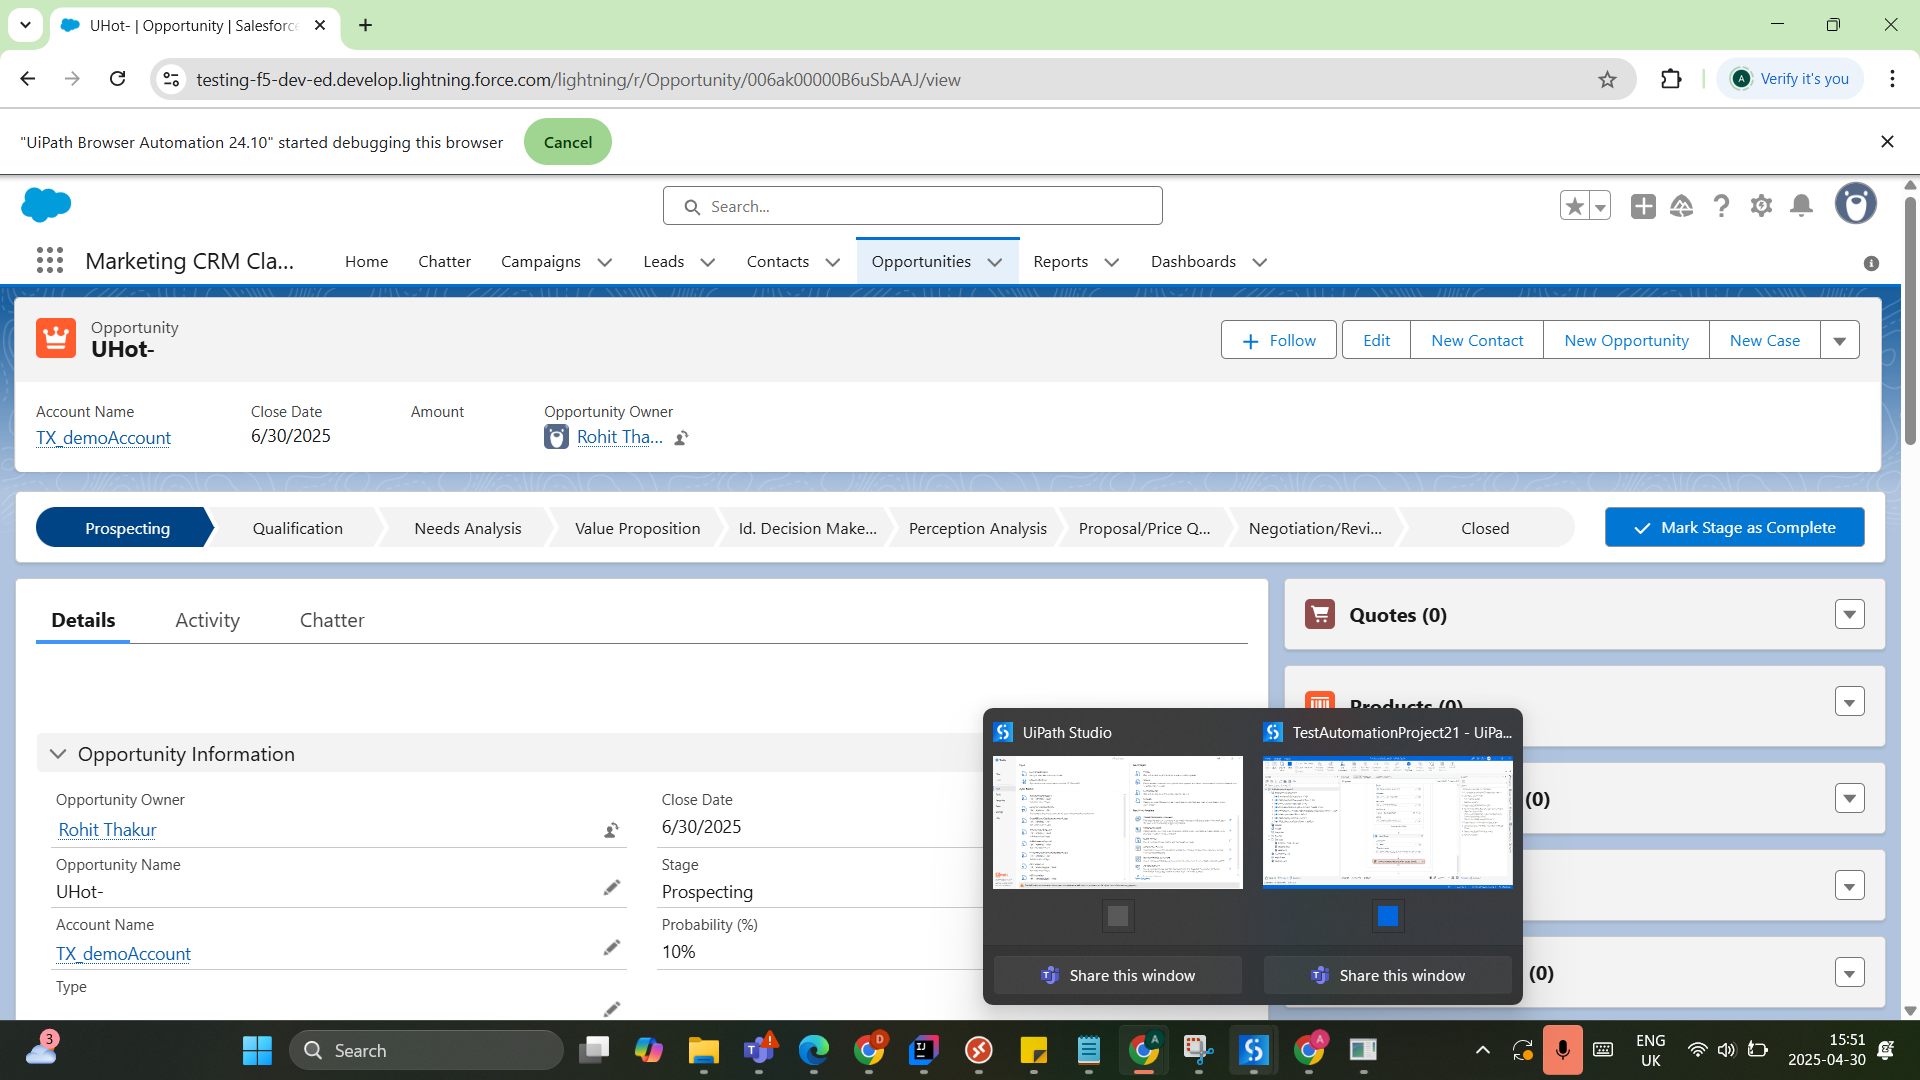 UHot- | Opportunity | Salesforc
testing-f5-dev-ed.develop.lightning.force.com/lightning/r/Opportunity/006ak00000B6uSbAAJ/view
A
Verify it's you
"UiPath Browser Automation 24.10" started debugging this browser
Cancel
Search...
Marketing CRM Cla...
Home
Chatter
Campaigns
Leads
Contacts
Opportunities
Reports
Dashboards
Opportunity
UHot-
Follow
Edit
New Contact
New Opportunity
New Case
Account Name
Close Date
Amount
Opportunity Owner
TX_demoAccount
6/30/2025
Rohit Tha...
Prospecting
Qualification
Needs Analysis
Value Proposition
Id. Decision Make...
Perception Analysis
Proposal/Price Q...
Negotiation/Revi...
Closed
Mark Stage as Complete
Details
Activity
Chatter
Quotes (0)
Products (0)
(0)
(0)
Opportunity Information
Opportunity Owner
Rohit Thakur
Close Date
6/30/2025
Opportunity Name
UHot-
Stage
Prospecting
Account Name
TX_demoAccount
Probability (%)
10%
Type
UiPath Studio
TestAutomationProject21 - UiPa...
Share this window
Share this window
3
Search
D
A
A
ENG
UK
15:51
2025-04-30